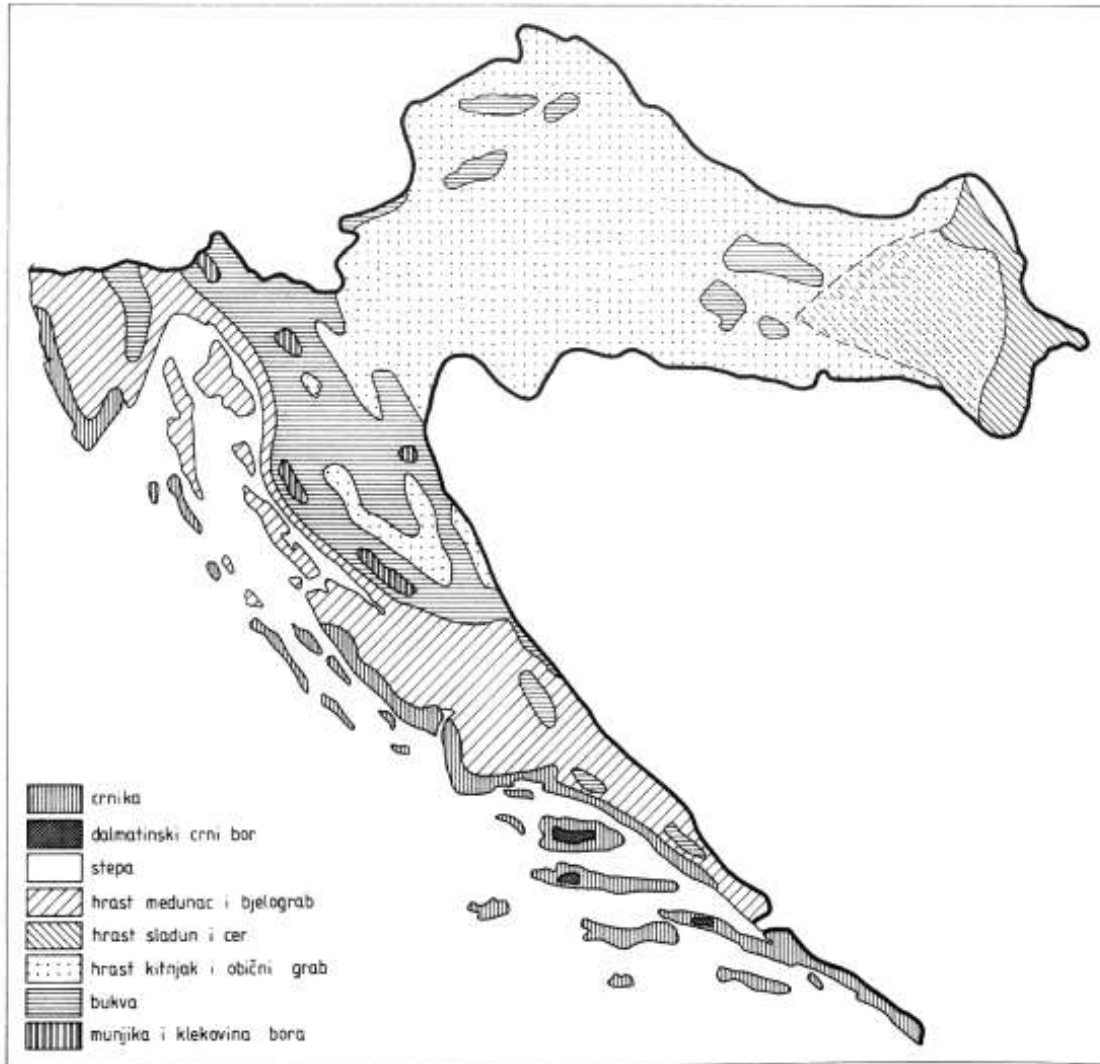 crnika
dalmatinski crni bor
stepa
hrast medunac i bjelograb
hrast sladun i cer
hrast kitnjak i obični grab
bukva
munjika i klekovina bora